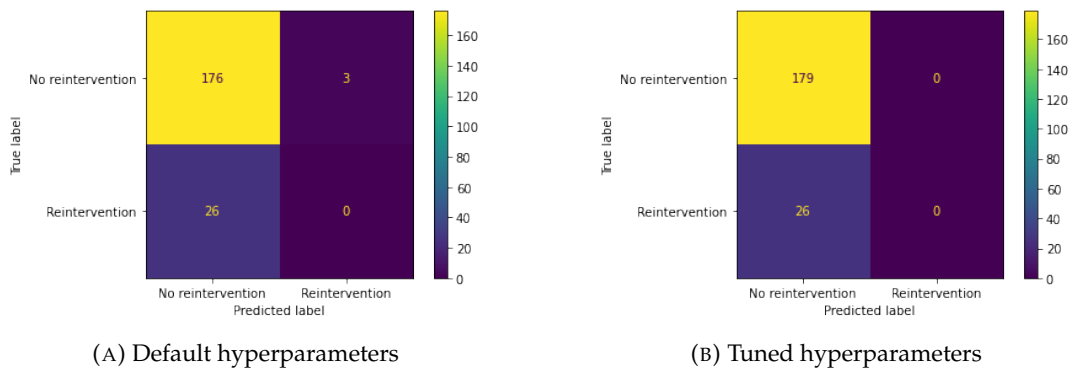 160
No reintervention
176
3
140
120
100
True label
80
60
Reintervention
26
0
40
20
0
No reintervention
Reintervention
Predicted label
(A) Default hyperparameters
160
No reintervention
179
0
140
120
100
True label
80
60
Reintervention
26
0
40
20
0
No reintervention
Reintervention
Predicted label
(B) Tuned hyperparameters